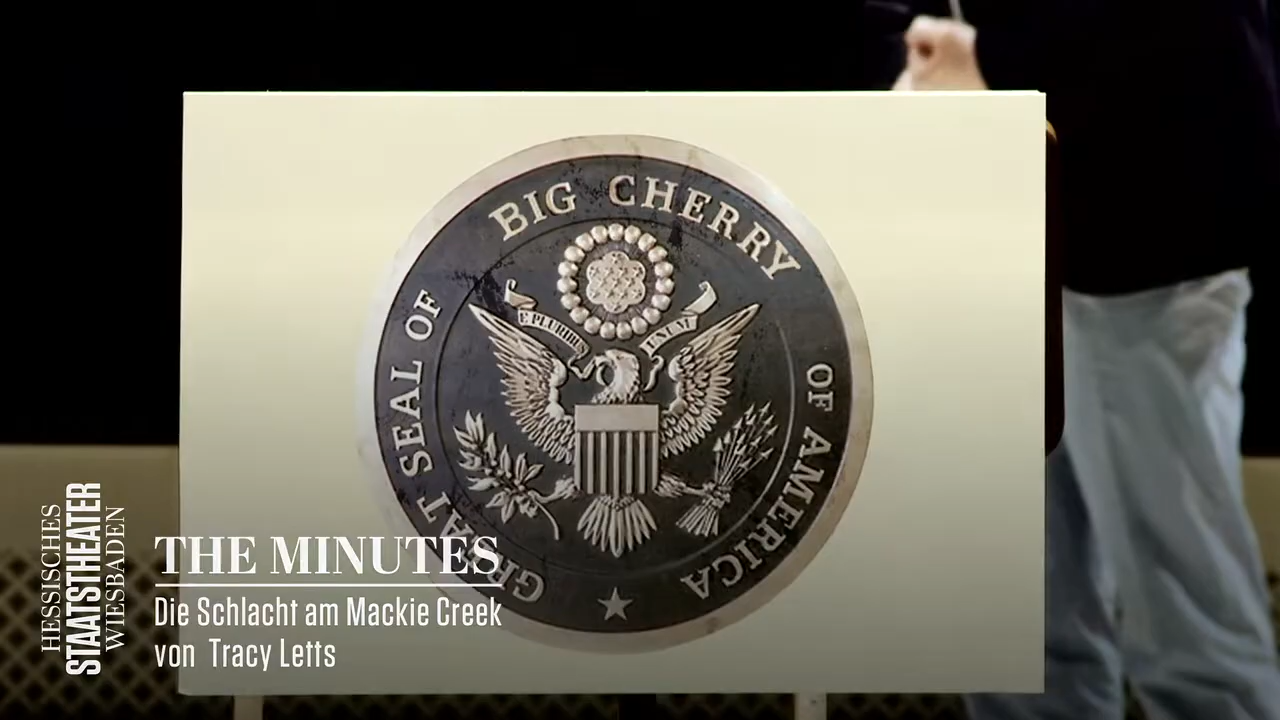 GREAT SEAL OF BIG CHERRY OF AMERICA
E PLURIBUS UNUM
HESSISCHES
STAATSTHEATER
WIESBADEN
THE MINUTES
Die Schlacht am Mackie Creek
von Tracy Letts